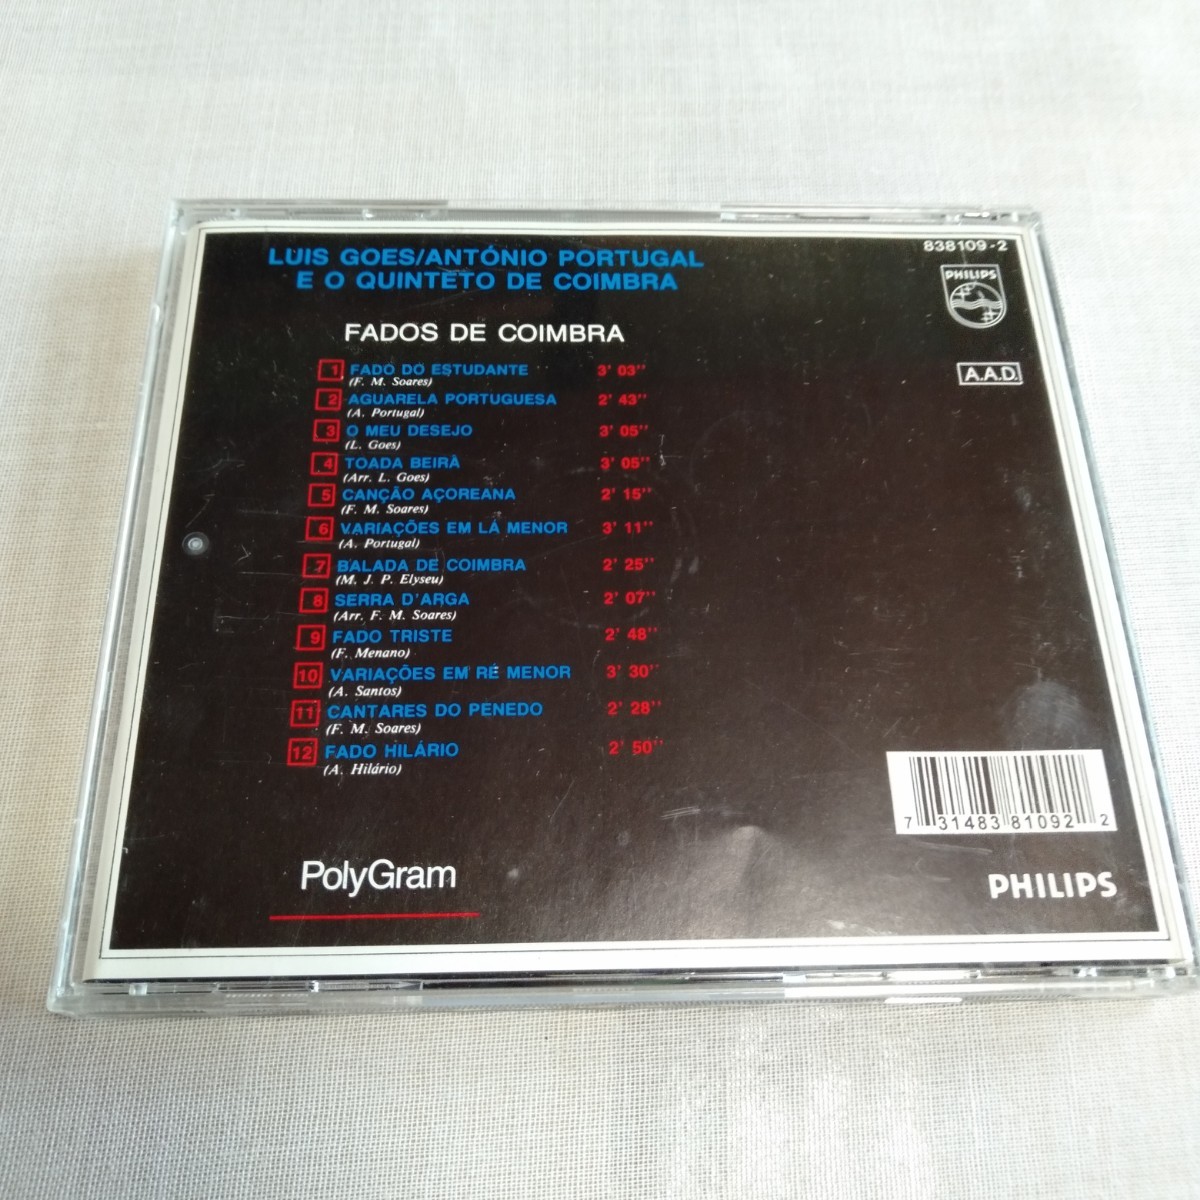 LUIS GOES/ANTÓNIO PORTUGAL
E O QUINTETO DE COIMBRA
838109-2
PHILIPS
FADOS DE COIMBRA
A.A.D.
1 FADO DO ESTUDANTE 3' 03''
(F. M. Soares)
2 AGUARELA PORTUGUESA 2' 43''
(A. Portugal)
3 O MEU DESEJO 3' 05''
(L. Goes)
4 TOADA BEIRÃ 3' 05''
(Arr. L. Goes)
5 CANÇÃO AÇOREANA 2' 15''
(F. M. Soares)
6 VARIAÇÕES EM LÁ MENOR 3' 11''
(A. Portugal)
7 BALADA DE COIMBRA 2' 25''
(M. J. P. Elyseu)
8 SERRA D'ARGA 2' 07''
(Arr. F. M. Soares)
9 FADO TRISTE 2' 48''
(F. Menano)
10 VARIAÇÕES EM RÉ MENOR 3' 30''
(A. Santos)
11 CANTARES DO PENEDO 2' 28''
(F. M. Soares)
12 FADO HILÁRIO 2' 50''
(A. Hilário)
7 31483 81092 2
PolyGram
PHILIPS